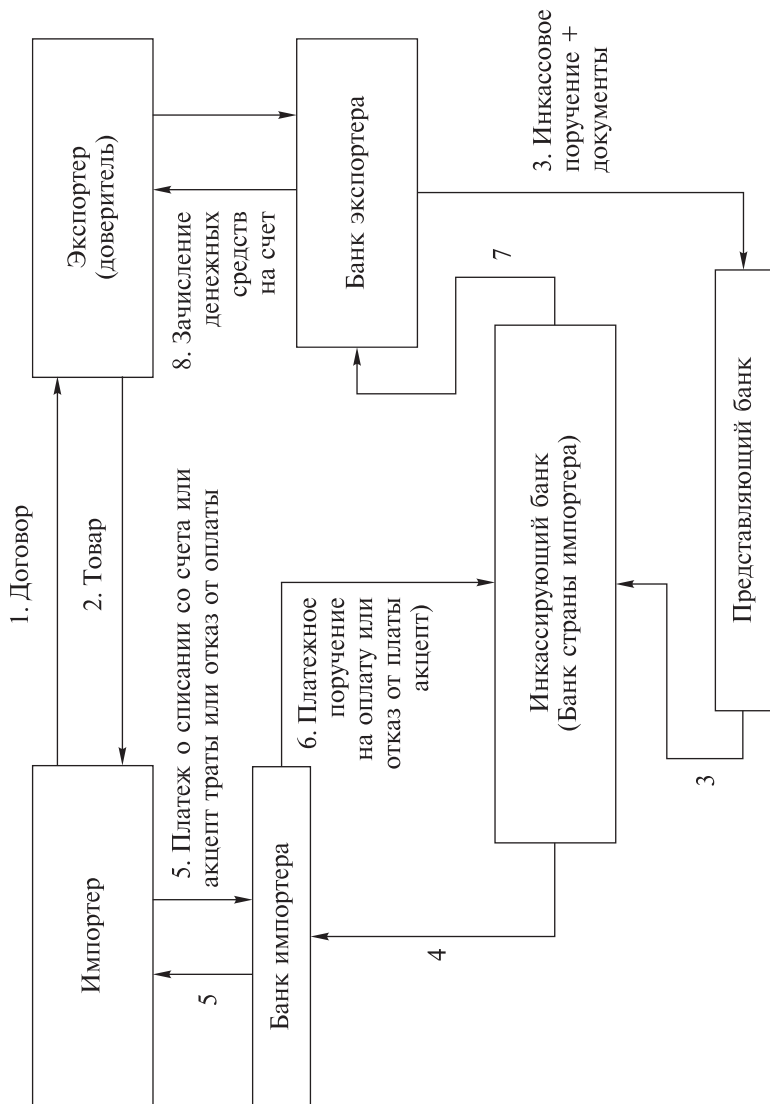 1. Договор
2. Товар
Импортер
Экспортер
(доверитель)
5
5. Платеж о списании со счета или
акцепт траты или отказ от оплаты
8. Зачисление
денежных
средств
на счет
Банк импортера
6. Платежное
поручение
на оплату или
отказ от платы
акцепт)
Банк экспортера
4
7
Инкассирующий банк
(Банк страны импортера)
3. Инкассовое
поручение +
документы
3
Представляющий банк